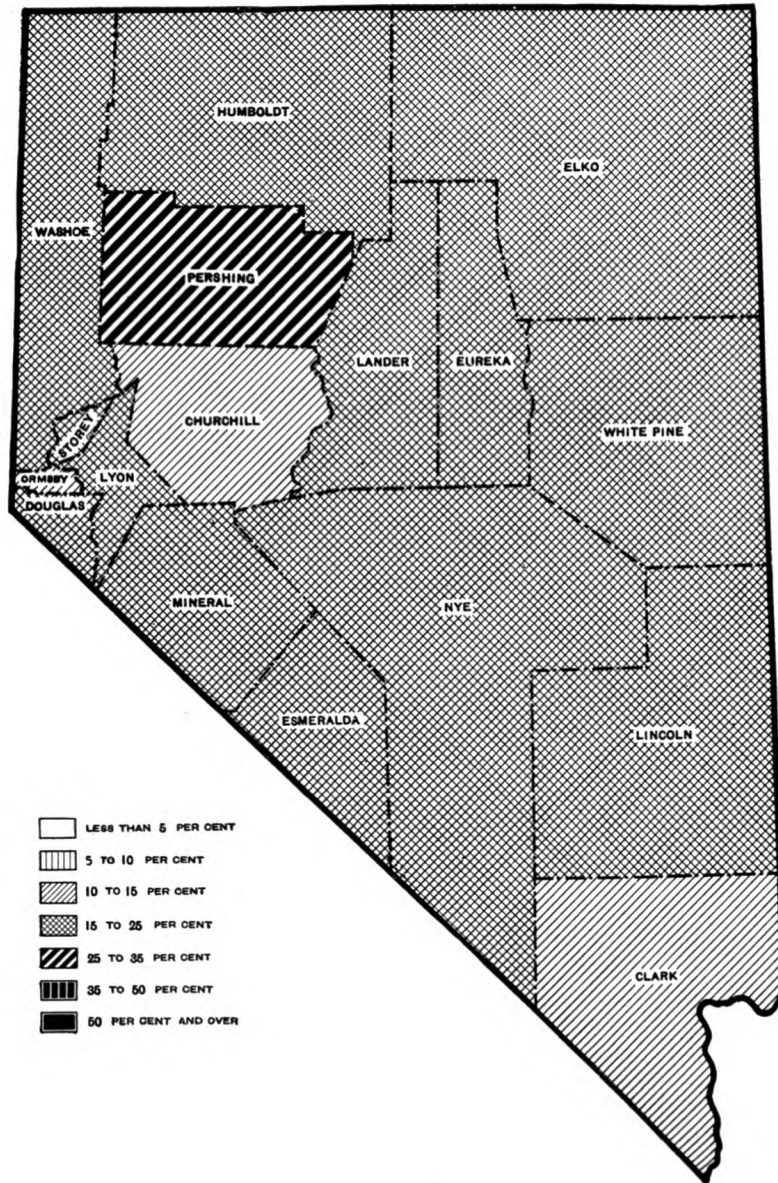 HUMBOLDT
ELKO
WASHOE
PERSHING
LANDER
EUREKA
CHURCHILL
WHITE PINE
STOREY
ORMSBY
LYON
DOUGLAS
MINERAL
NYE
ESMERALDA
LINCOLN
CLARK
LESS THAN 5 PER CENT
5 TO 10 PER CENT
10 TO 15 PER CENT
15 TO 25 PER CENT
25 TO 35 PER CENT
35 TO 50 PER CENT
50 PER CENT AND OVER